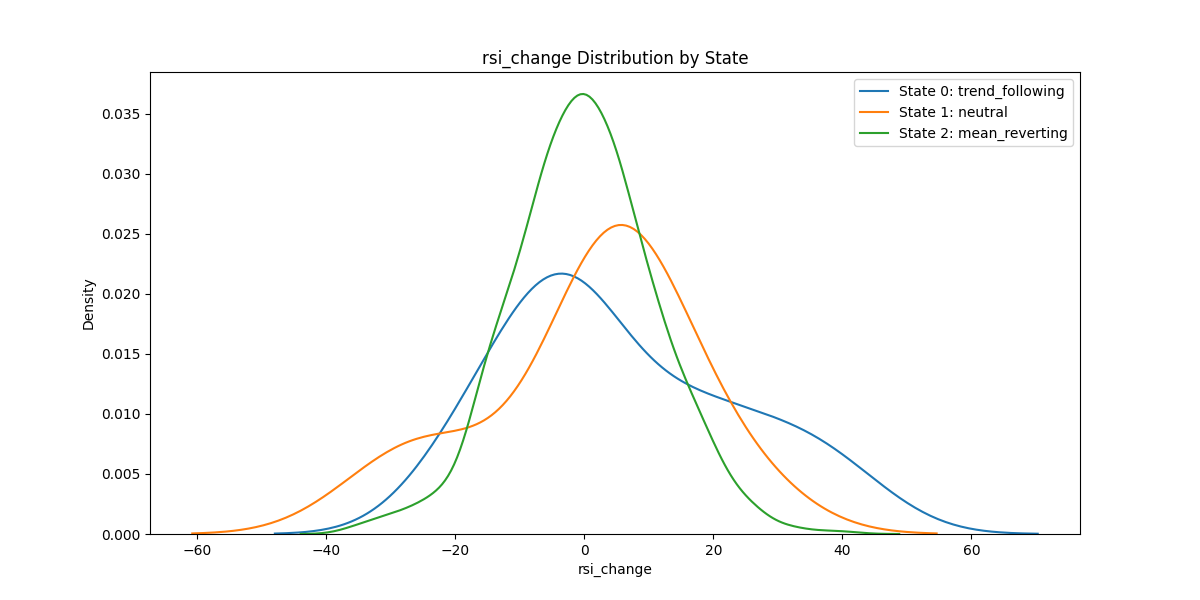 rsi_change Distribution by State
State 0: trend_following
State 1: neutral
State 2: mean_reverting
0.035
0.030
0.025
0.020
0.015
0.010
0.005
0.000
Density
−60
−40
−20
0
20
40
60
rsi_change